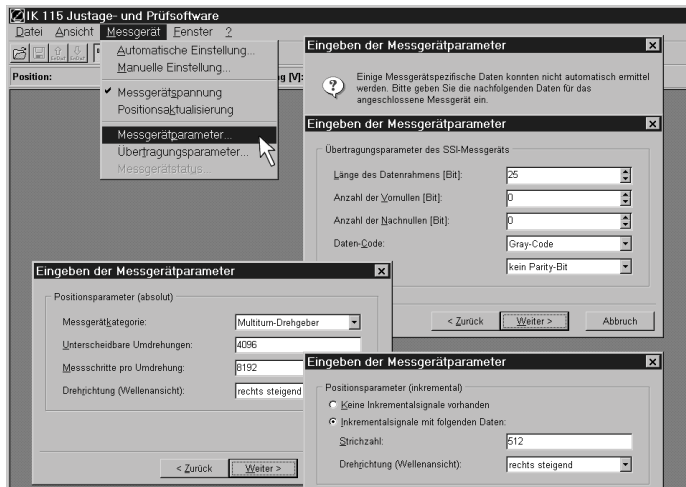 IK 115 Justage- und Prüfsoftware
Datei Ansicht Messgerät Fenster ?
Automatische Einstellung...
Manuelle Einstellung...
Position:
g [V]:
Messgerätspannung
Positionsaktualisierung
Messgerätparameter...
Übertragungsparameter...
Messgerätstatus...
Eingeben der Messgerätparameter
Einige Messgerätspezifische Daten konnten nicht automatisch ermittel
werden. Bitte geben Sie die nachfolgenden Daten für das
angeschlossene Messgerät ein.
Eingeben der Messgerätparameter
Übertragungsparameter des SSI-Messgeräts
Länge des Datenrahmens [Bit]: 25
Anzahl der Vornullen [Bit]: 0
Anzahl der Nachnullen [Bit]: 0
Daten-Code: Gray-Code
kein Parity-Bit
< Zurück Weiter > Abbruch
Eingeben der Messgerätparameter
Positionsparameter (absolut)
Messgerätkategorie: Multiturn-Drehgeber
Unterscheidbare Umdrehungen: 4096
Messschritte pro Umdrehung: 8192
Drehrichtung (Wellenansicht): rechts steigend
< Zurück Weiter >
Eingeben der Messgerätparameter
Positionsparameter (inkremental)
Keine Inkrementalsignale vorhanden
Inkrementalsignale mit folgenden Daten:
Strichzahl: 512
Drehrichtung (Wellenansicht): rechts steigend